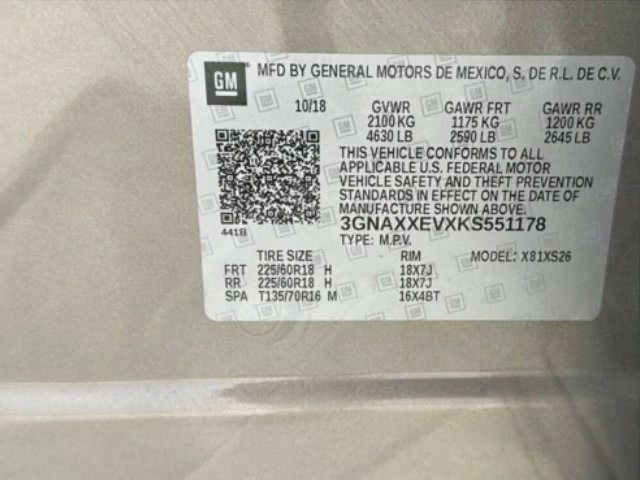 GM MFD BY GENERAL MOTORS DE MEXICO, S. DE R.L. DE C.V.
10/18 GVWR GAWR FRT GAWR RR
2100 KG 1175 KG 1200 KG
4630 LB 2590 LB 2645 LB
THIS VEHICLE CONFORMS TO ALL
APPLICABLE U.S. FEDERAL MOTOR
VEHICLE SAFETY AND THEFT PREVENTION
STANDARDS IN EFFECT ON THE DATE OF
MANUFACTURE SHOWN ABOVE.
441B 3GNAXXEVXKS551178
TYPE: M.P.V. MODEL: X81XS26
TIRE SIZE RIM
FRT 225/60R18 H 18X7J
RR 225/60R18 H 18X7J
SPA T135/70R16 M 16X4BT